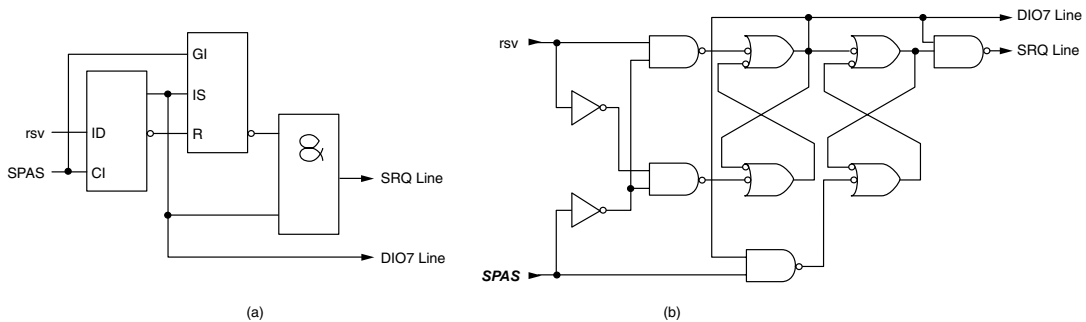 GI
IS
R
ID
CI
rsv
SPAS
&
SRQ Line
DIO7 Line
(a)
rsv
SPAS
DIO7 Line
SRQ Line
(b)